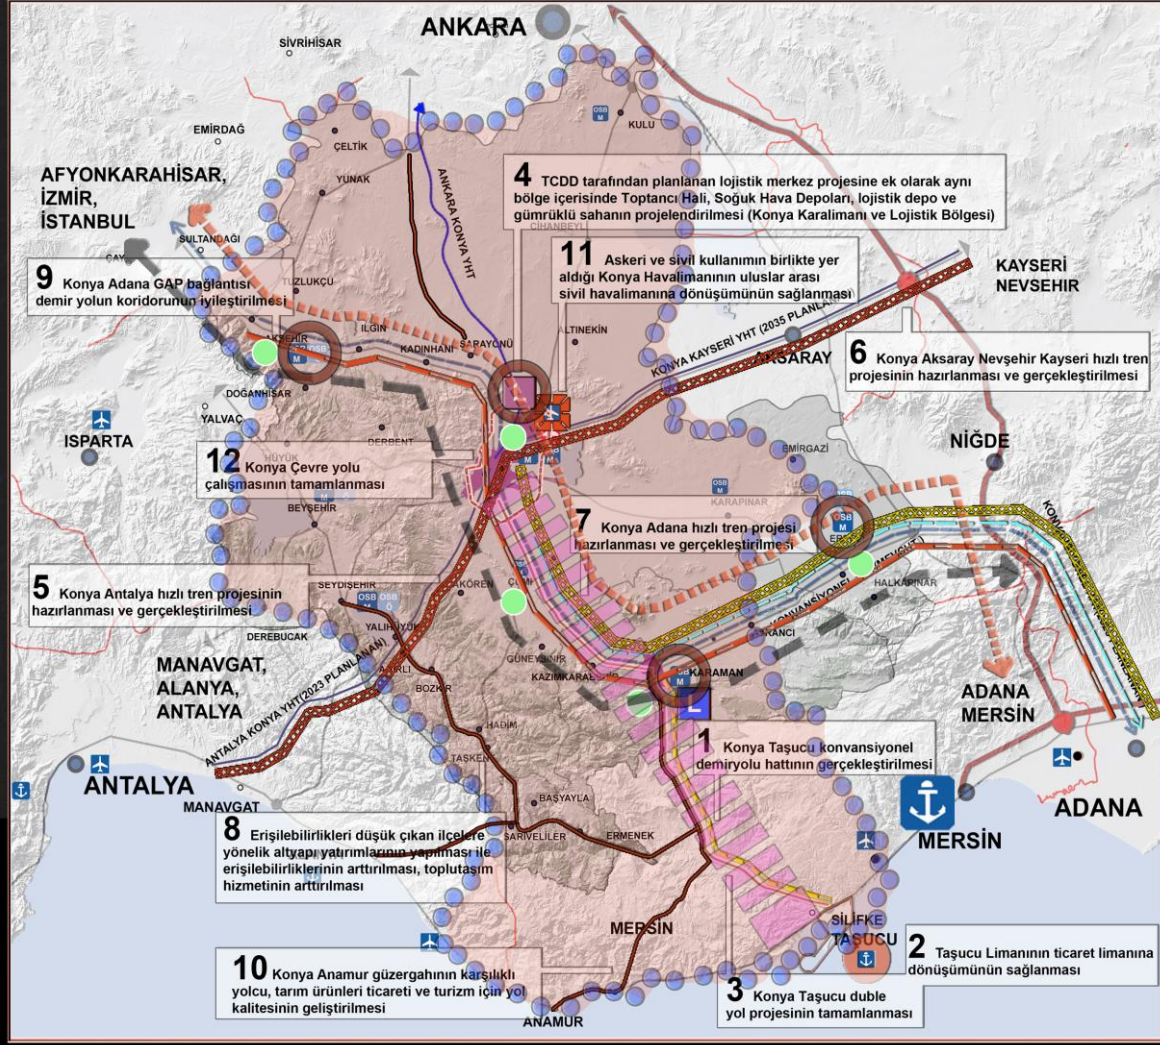 ANKARA
SİVRİHİSAR
KULU
EMİRDAĞ
ÇELTİK
YUNAK
AFYONKARAHİSAR,
İZMİR,
İSTANBUL
SULTANDAĞI
ÇAY
ANKARA KONYA YHT
4 TCDD tarafından planlanan lojistik merkez projesine ek olarak aynı
bölge içerisinde Toptancı Hali, Soğuk Hava Depoları, lojistik depo ve
gümrüklü sahanın projelendirilmesi (Konya Karalimanı ve Lojistik Bölgesi)
CİHANBEYLİ
11 Askeri ve sivil kullanımın birlikte yer
aldığı Konya Havalimanının uluslar arası
sivil havalimanına dönüşümünün sağlanması
KAYSERİ
NEVSEHIR
9 Konya Adana GAP bağlantısı
demir yolun koridorunun iyileştirilmesi
TUZLUKÇU
AKŞEHİR
ILGIN
KADINHANI
SARAYÖNÜ
ALTINEKİN
KONYA KAYSERİ YHT (2035 PLANLANAN)
AKSARAY
6 Konya Aksaray Nevşehir Kayseri hızlı tren
projesinin hazırlanması ve gerçekleştirilmesi
DOĞANHİSAR
YALVAÇ
ISPARTA
HÜYÜK
DERBENT
12 Konya Çevre yolu
çalışmasının tamamlanması
BEYŞEHİR
EMİRGAZİ
NİĞDE
OSB
M
KARAPINAR
7 Konya Adana hızlı tren projesi
hazırlanması ve gerçekleştirilmesi
OSB
M
5 Konya Antalya hızlı tren projesinin
hazırlanması ve gerçekleştirilmesi
SEYDİŞEHİR
OSB
M
OSB
AKÖREN
HALKAPINAR
DEREBUCAK
YALIHÜYÜK
AHIRLI
BOZKIR
GÜNEYSINIR
KAZIMKARABEKİR
KARAMAN
L
MANAVGAT,
ALANYA,
ANTALYA
ANTALYA KONYA YHT(2023 PLANLANAN)
HADİM
TAŞKENT
ADANA
MERSİN
1 Konya Taşucu konvansiyonel
demiryolu hattının gerçekleştirilmesi
ANTALYA
MANAVGAT
BAŞYAYLA
SARIVELİLER
ERMENEK
ADANA
MERSİN
8 Erişilebilirlikleri düşük çıkan ilçelere
yönelik altyapı yatırımlarının yapılması ile
erişilebilirliklerinin arttırılması, toplutaşım
hizmetinin arttırılması
MERSİN
SİLİFKE
TAŞUCU
2 Taşucu Limanının ticaret limanına
dönüşümünün sağlanması
10 Konya Anamur güzergahının karşılıklı
yolcu, tarım ürünleri ticareti ve turizm için yol
kalitesinin geliştirilmesi
3 Konya Taşucu duble
yol projesinin tamamlanması
ANAMUR